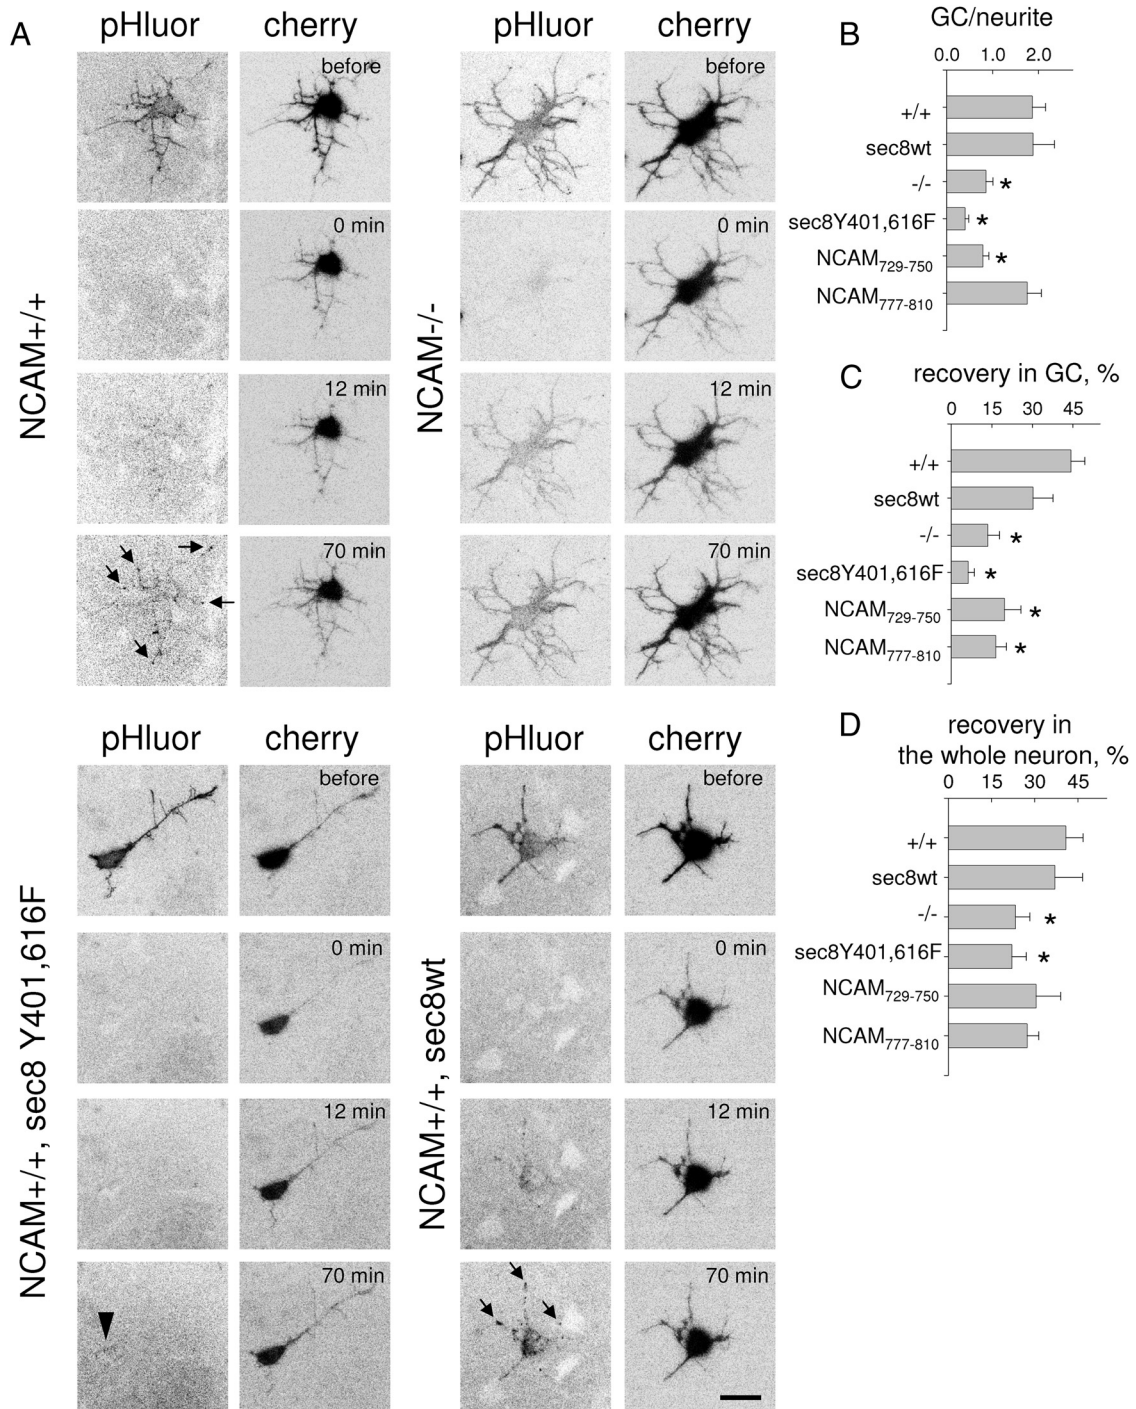 A
pHluor cherry
before
0 min
12 min
70 min
NCAM+/+
pHluor cherry
before
0 min
12 min
70 min
NCAM-/-
pHluor cherry
before
0 min
12 min
70 min
NCAM+/+, sec8 Y401,616F
pHluor cherry
before
0 min
12 min
70 min
NCAM+/+, sec8wt
B
GC/neurite
0.0 1.0 2.0
+/+
sec8wt
-/- *
sec8Y401,616F *
NCAM729-750 *
NCAM777-810
C
recovery in GC, %
0 15 30 45
+/+
sec8wt
-/- *
sec8Y401,616F *
NCAM729-750 *
NCAM777-810 *
D
recovery in
the whole neuron, %
0 15 30 45
+/+
sec8wt
-/- *
sec8Y401,616F *
NCAM729-750
NCAM777-810